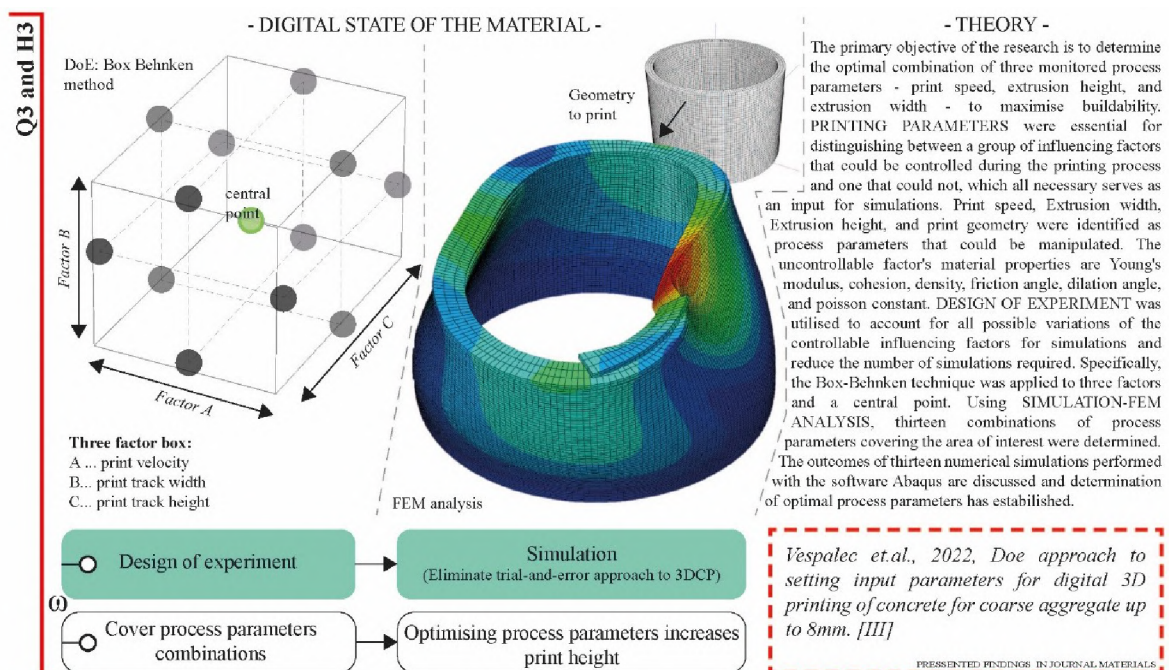 Q3 and H3
- DIGITAL STATE OF THE MATERIAL -
DoE: Box Behnken
method
central
point
Factor B
Factor A
Factor C
Three factor box:
A ... print velocity
B... print track width
C... print track height
Geometry
to print
FEM analysis
- THEORY -
The primary objective of the research is to determine
the optimal combination of three monitored process
parameters - print speed, extrusion height, and
extrusion width - to maximise buildability.
PRINTING PARAMETERS were essential for
distinguishing between a group of influencing factors
that could be controlled during the printing process
and one that could not, which all necessary serves as
an input for simulations. Print speed, Extrusion width,
Extrusion height, and print geometry were identified as
process parameters that could be manipulated. The
uncontrollable factor's material properties are Young's
modulus, cohesion, density, friction angle, dilation angle,
and poisson constant. DESIGN OF EXPERIMENT was
utilised to account for all possible variations of the
controllable influencing factors for simulations and
reduce the number of simulations required. Specifically,
the Box-Behnken technique was applied to three factors
and a central point. Using SIMULATION-FEM
ANALYSIS, thirteen combinations of process
parameters covering the area of interest were determined.
The outcomes of thirteen numerical simulations performed
with the software Abaqus are discussed and determination
of optimal process parameters has estabilished.
Design of experiment
Simulation
(Eliminate trial-and-error approach to 3DCP)
ω
Cover process parameters
combinations
Optimising process parameters increases
print height
Vespalec et.al., 2022, Doe approach to
setting input parameters for digital 3D
printing of concrete for coarse aggregate up
to 8mm. [III]
PRESSENTED FINDINGS IN JOURNAL MATERIALS